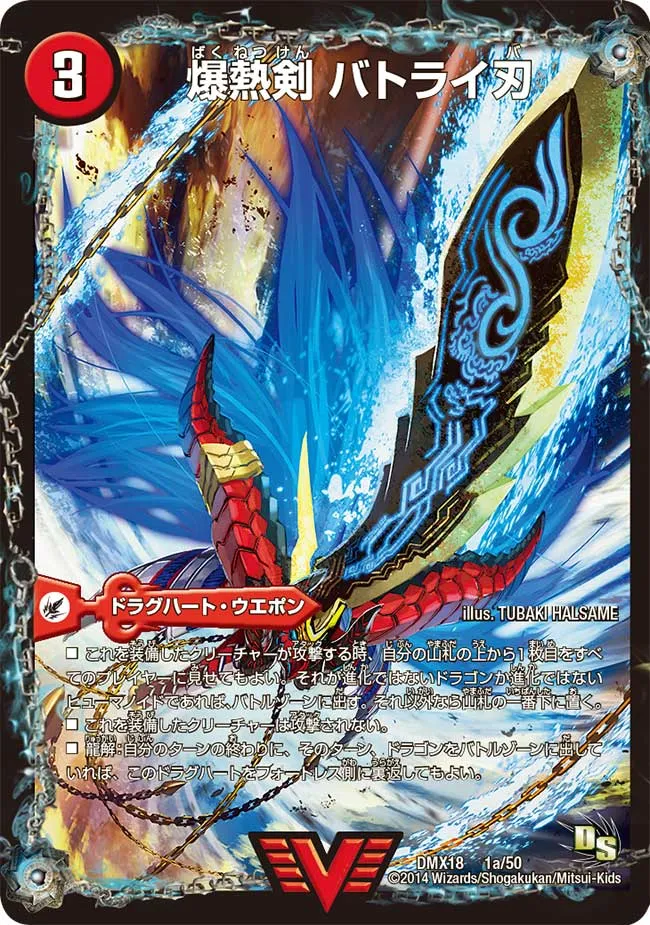 3
ばくねつけん バ
爆熱剣 バトライ刃
ドラグハート・ウエポン
illus. TUBAKI HALSAME
■ これを装備したクリーチャーが攻撃する時、自分の山札の上から1枚目をすべ
てのプレイヤーに見せてもよい。それが進化ではないドラゴンか進化ではない
ヒューマノイドであれば、バトルゾーンに出す。それ以外なら山札の一番下に置く。
■ これを装備したクリーチャーは攻撃されない。
■ 龍解:自分のターンの終わりに、そのターン、ドラゴンをバトルゾーンに出して
いれば、このドラグハートをフォートレス側に裏返してもよい。
DS
DMX18 1a/50
©2014 Wizards/Shogakukan/Mitsui-Kids